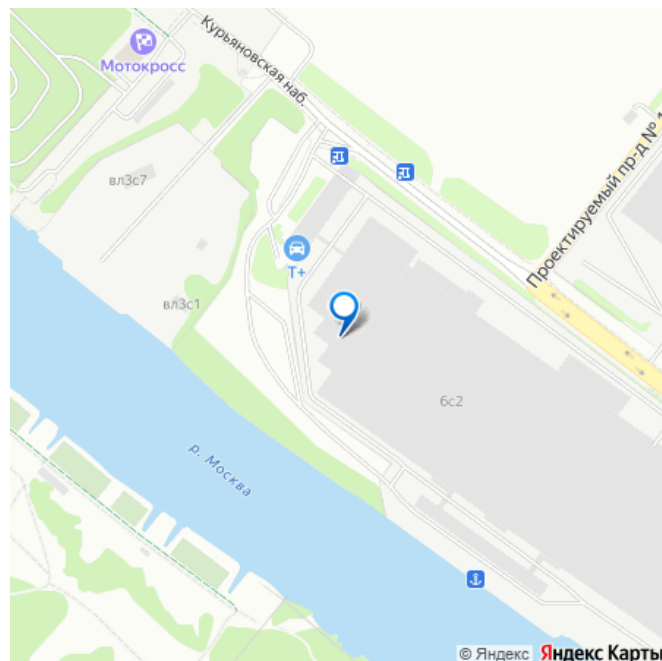 Курьяновская наб.
Мотокросс
Проектируемый пр-д №
вл3с7
Т+
вл3с1
6с2
р. Москва
© Яндекс Яндекс Карты